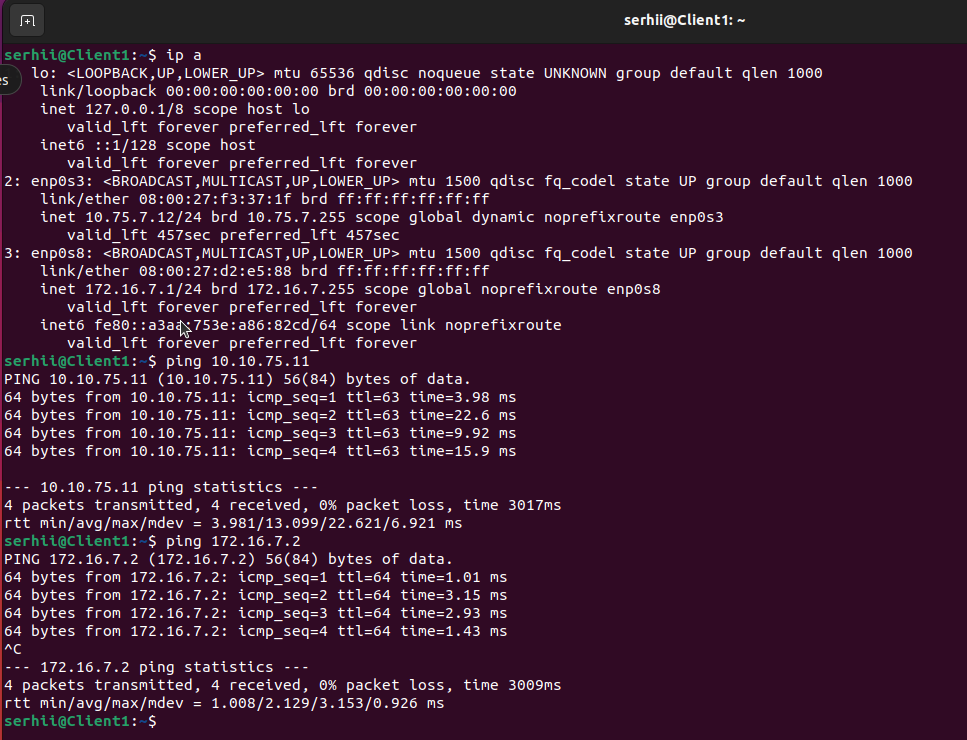 serhii@Client1: ~
serhii@Client1:~$ ip a
es
lo: <LOOPBACK,UP,LOWER_UP> mtu 65536 qdisc noqueue state UNKNOWN group default qlen 1000
link/loopback 00:00:00:00:00:00 brd 00:00:00:00:00:00
inet 127.0.0.1/8 scope host lo
valid_lft forever preferred_lft forever
inet6 ::1/128 scope host
valid_lft forever preferred_lft forever
2: enp0s3: <BROADCAST,MULTICAST,UP,LOWER_UP> mtu 1500 qdisc fq_codel state UP group default qlen 1000
link/ether 08:00:27:f3:37:1f brd ff:ff:ff:ff:ff:ff
inet 10.75.7.12/24 brd 10.75.7.255 scope global dynamic noprefixroute enp0s3
valid_lft 457sec preferred_lft 457sec
3: enp0s8: <BROADCAST,MULTICAST,UP,LOWER_UP> mtu 1500 qdisc fq_codel state UP group default qlen 1000
link/ether 08:00:27:d2:e5:88 brd ff:ff:ff:ff:ff:ff
inet 172.16.7.1/24 brd 172.16.7.255 scope global noprefixroute enp0s8
valid_lft forever preferred_lft forever
inet6 fe80::a3aa:753e:a86:82cd/64 scope link noprefixroute
valid_lft forever preferred_lft forever
serhii@Client1:~$ ping 10.10.75.11
PING 10.10.75.11 (10.10.75.11) 56(84) bytes of data.
64 bytes from 10.10.75.11: icmp_seq=1 ttl=63 time=3.98 ms
64 bytes from 10.10.75.11: icmp_seq=2 ttl=63 time=22.6 ms
64 bytes from 10.10.75.11: icmp_seq=3 ttl=63 time=9.92 ms
64 bytes from 10.10.75.11: icmp_seq=4 ttl=63 time=15.9 ms
--- 10.10.75.11 ping statistics ---
4 packets transmitted, 4 received, 0% packet loss, time 3017ms
rtt min/avg/max/mdev = 3.981/13.099/22.621/6.921 ms
serhii@Client1:~$ ping 172.16.7.2
PING 172.16.7.2 (172.16.7.2) 56(84) bytes of data.
64 bytes from 172.16.7.2: icmp_seq=1 ttl=64 time=1.01 ms
64 bytes from 172.16.7.2: icmp_seq=2 ttl=64 time=3.15 ms
64 bytes from 172.16.7.2: icmp_seq=3 ttl=64 time=2.93 ms
64 bytes from 172.16.7.2: icmp_seq=4 ttl=64 time=1.43 ms
^C
--- 172.16.7.2 ping statistics ---
4 packets transmitted, 4 received, 0% packet loss, time 3009ms
rtt min/avg/max/mdev = 1.008/2.129/3.153/0.926 ms
serhii@Client1:~$